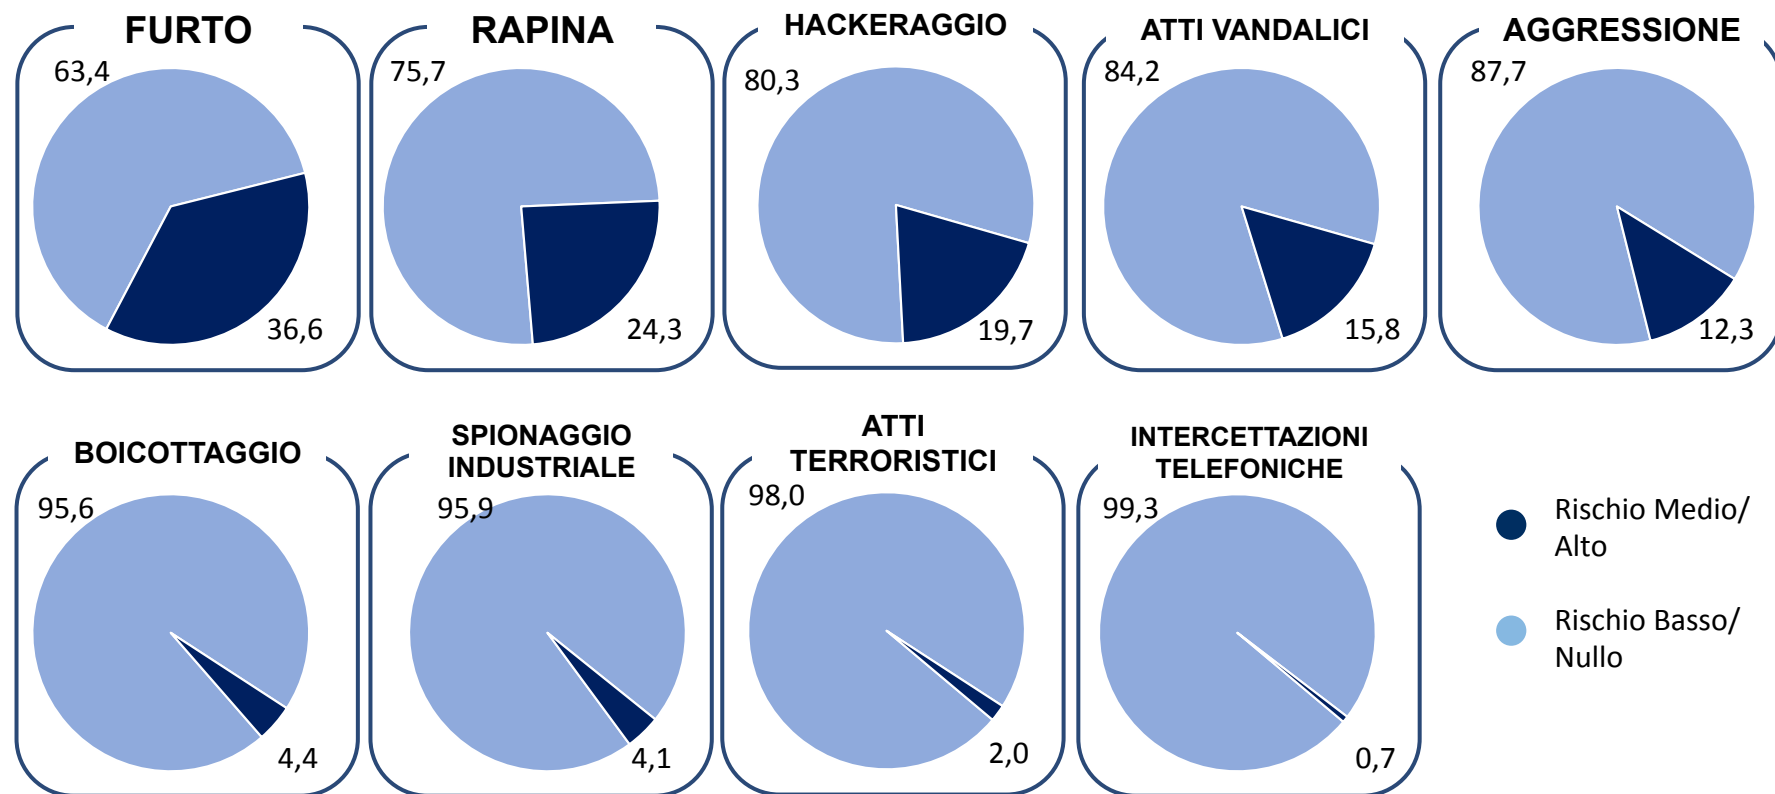 FURTO
63,4
36,6
RAPINA
75,7
24,3
HACKERAGGIO
80,3
19,7
ATTI VANDALICI
84,2
15,8
AGGRESSIONE
87,7
12,3
BOICOTTAGGIO
95,6
4,4
SPIONAGGIO
INDUSTRIALE
95,9
4,1
ATTI
TERRORISTICI
98,0
2,0
INTERCETTAZIONI
TELEFONICHE
99,3
0,7
Rischio Medio/
Alto
Rischio Basso/
Nullo